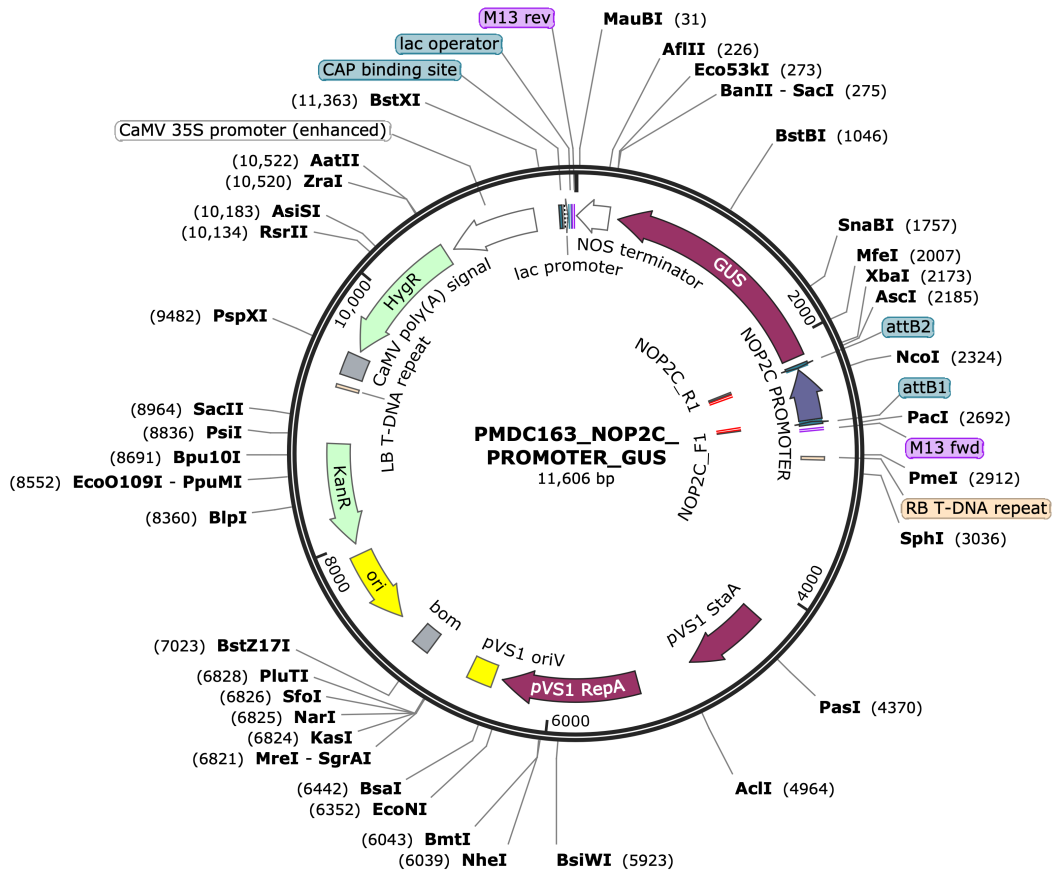 M13 rev
lac operator
CAP binding site
(11,363) BstXI
CaMV 35S promoter (enhanced)
(10,522) AatII
(10,520) ZraI
(10,183) AsiSI
(10,134) RsrII
(9482) PspXI
(8964) SacII
(8836) PsiI
(8691) Bpu10I
(8552) EcoO109I - PpuMI
(8360) BlpI
(7023) BstZ17I
(6828) PluTI
(6826) SfoI
(6825) NarI
(6824) KasI
(6821) MreI - SgrAI
(6442) BsaI
(6352) EcoNI
(6043) BmtI
(6039) NheI
MauBI (31)
AflII (226)
Eco53kI (273)
BanII - SacI (275)
BstBI (1046)
SnaBI (1757)
MfeI (2007)
XbaI (2173)
AscI (2185)
attB2
NcoI (2324)
attB1
PacI (2692)
M13 fwd
PmeI (2912)
RB T-DNA repeat
SphI (3036)
PasI (4370)
AclI (4964)
BsiWI (5923)
2000
4000
6000
8000
10,000
lac promoter
NOS terminator
GUS
NOP2C PROMOTER
NOP2C_R1
NOP2C_F1
HygR
CaMV poly(A) signal
LB T-DNA repeat
KanR
ori
bom
pVS1 oriV
pVS1 RepA
pVS1 StaA
PMDC163_NOP2C_
PROMOTER_GUS
11,606 bp